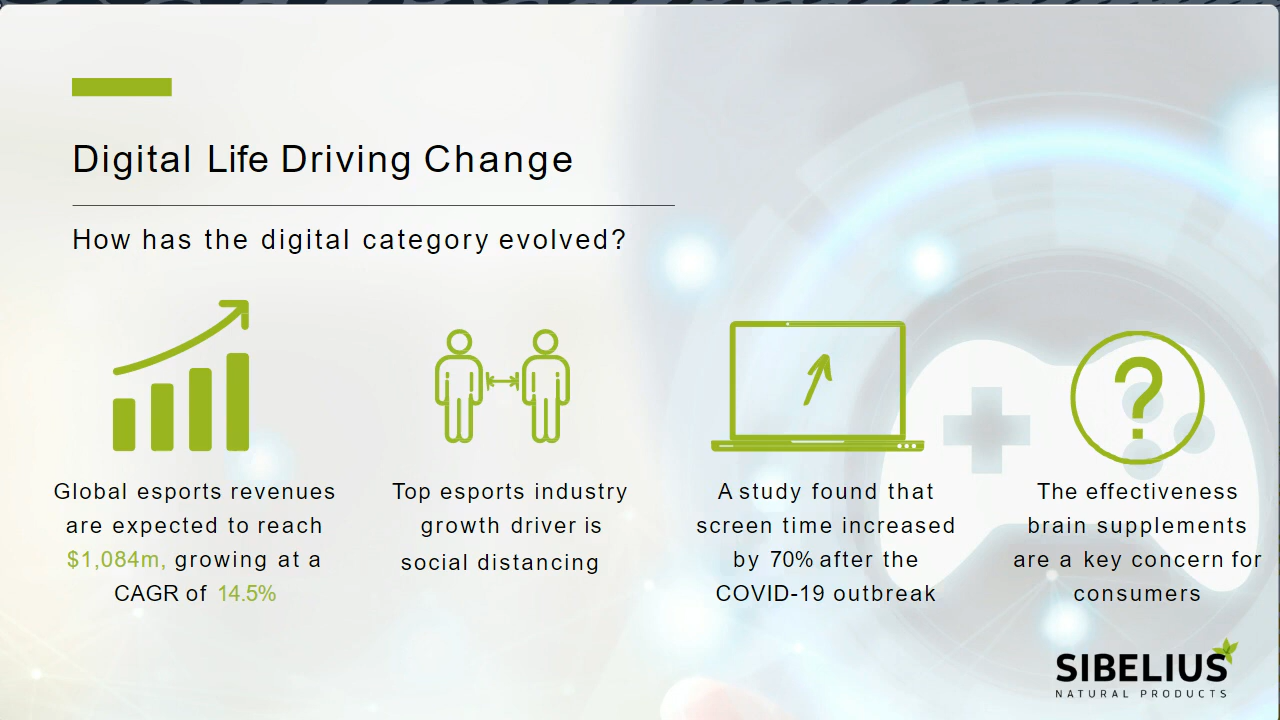 Digital Life Driving Change
How has the digital category evolved?
Global esports revenues
are expected to reach
$1,084m, growing at a
CAGR of 14.5%
Top esports industry
growth driver is
social distancing
A study found that
screen time increased
by 70% after the
COVID-19 outbreak
The effectiveness
brain supplements
are a key concern for
consumers
SIBELIUS
NATURAL PRODUCTS